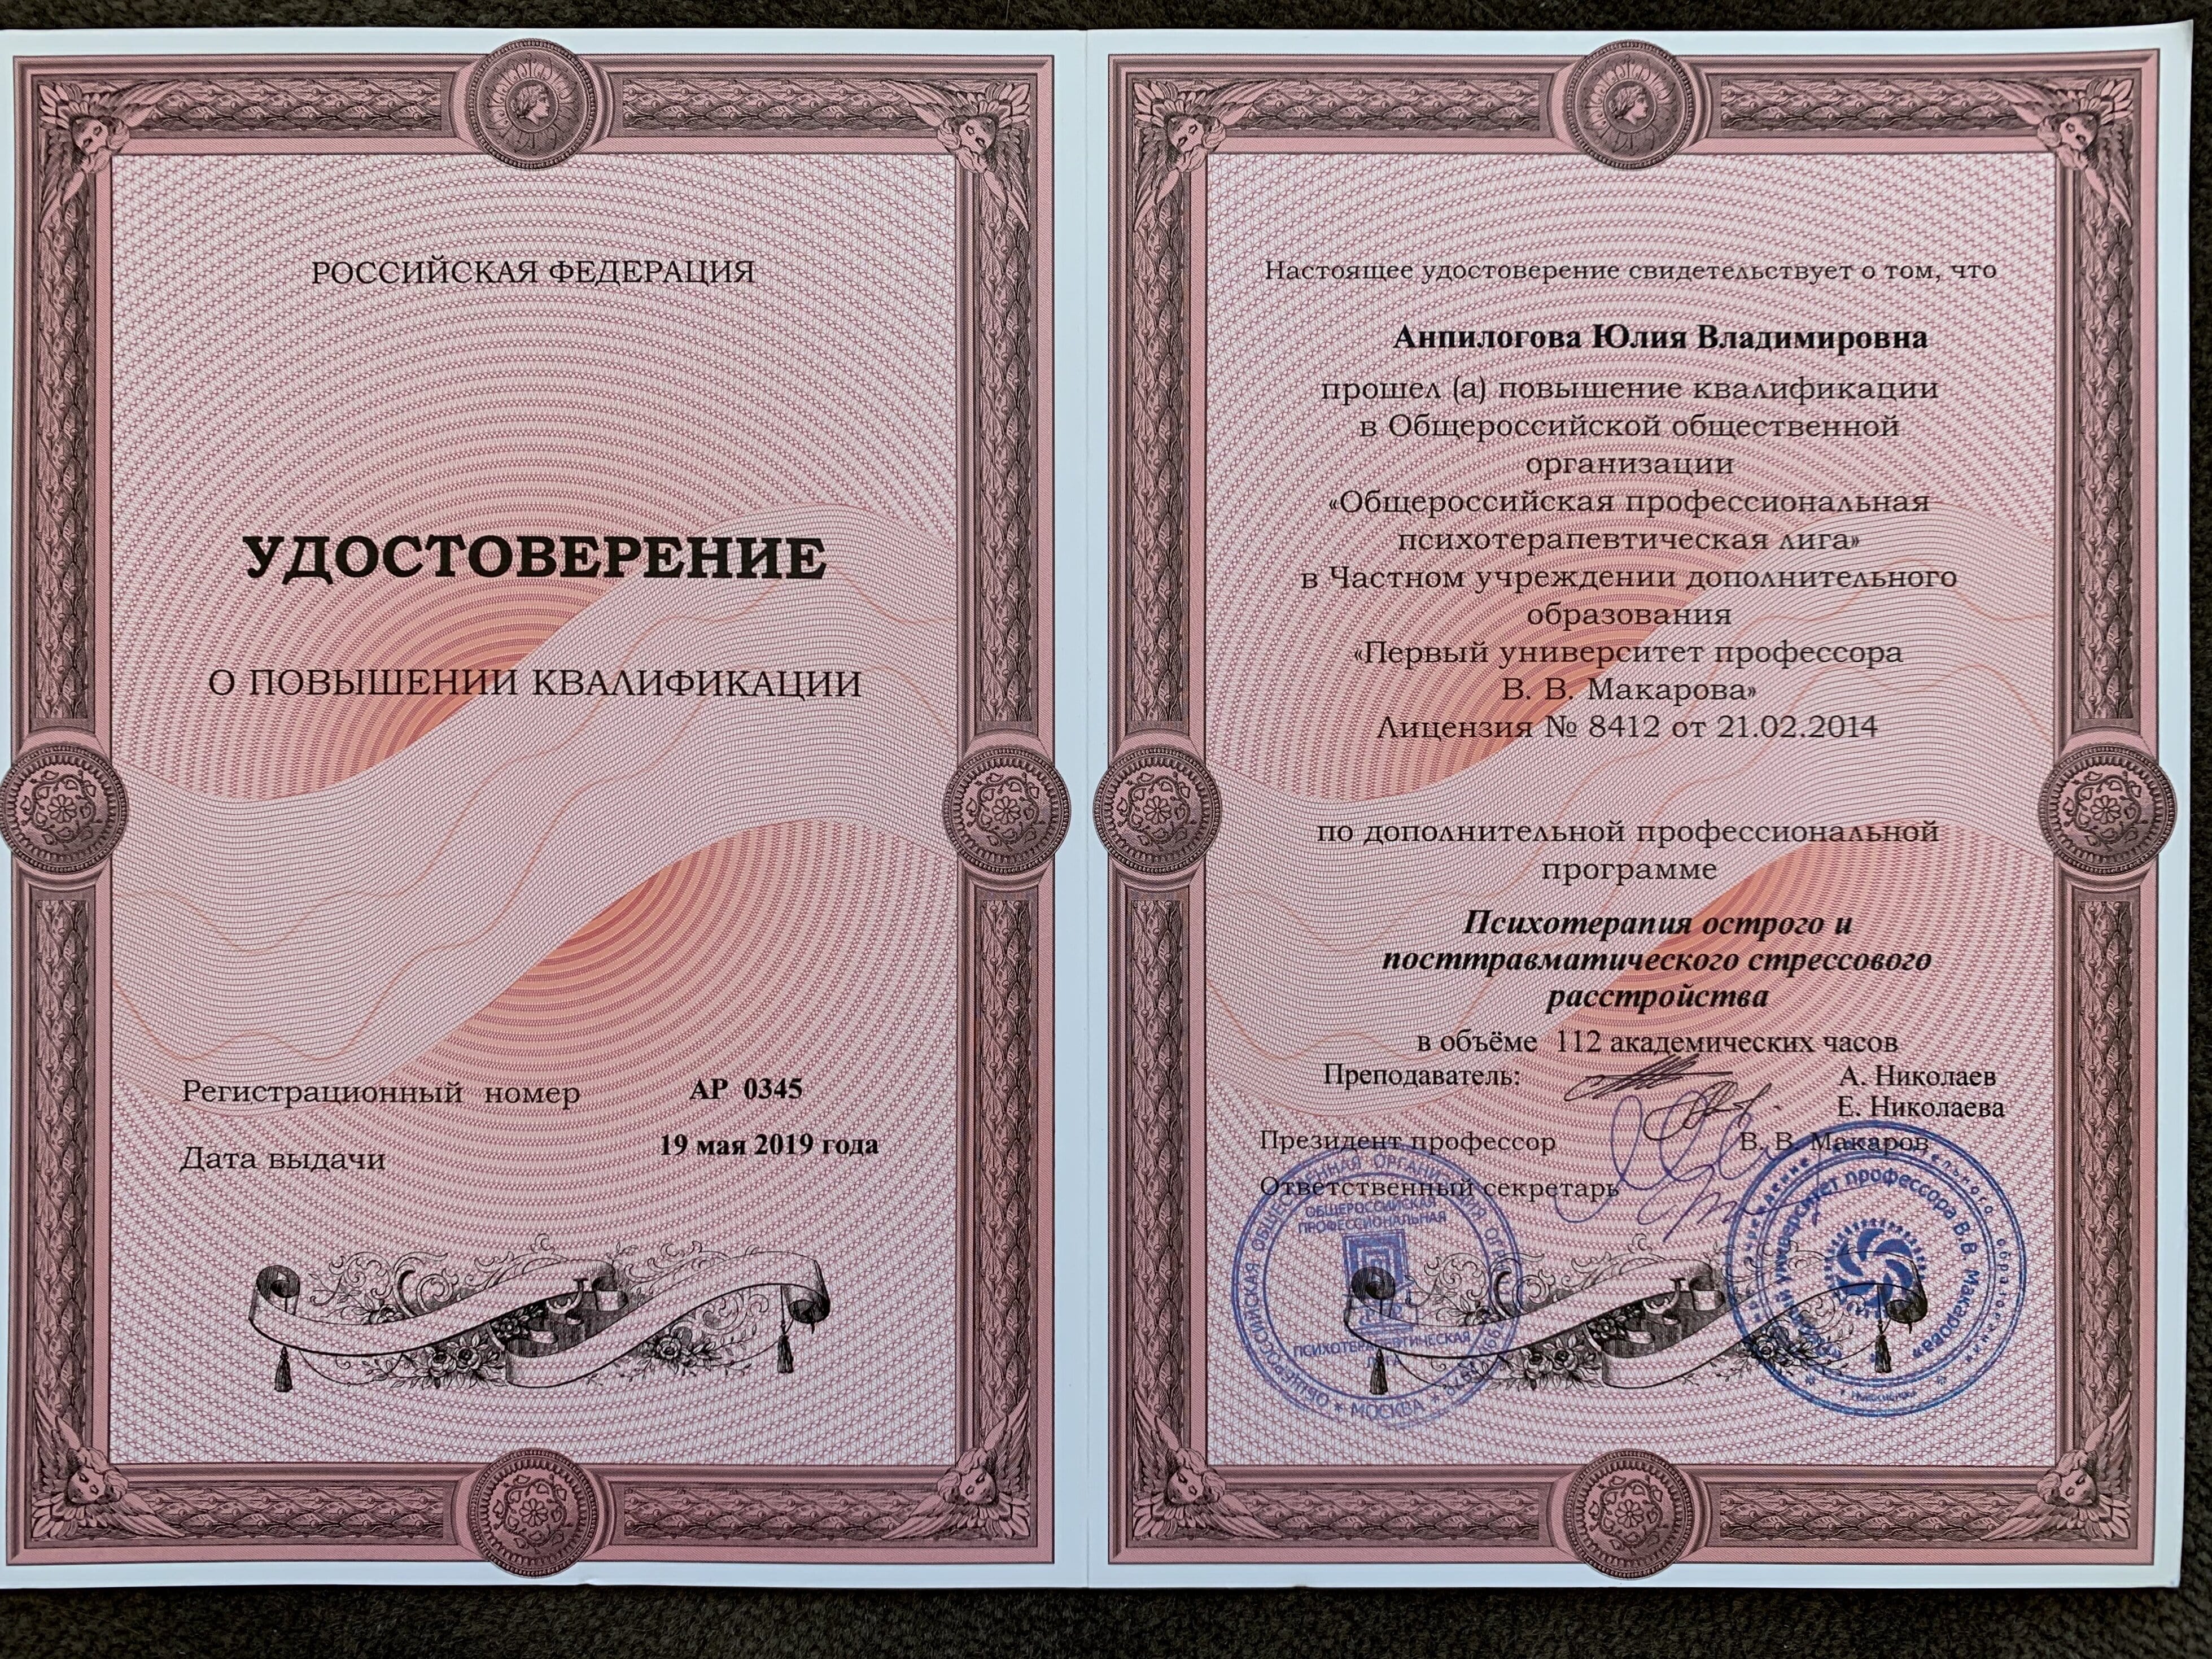 РОССИЙСКАЯ ФЕДЕРАЦИЯ
УДОСТОВЕРЕНИЕ
О ПОВЫШЕНИИ КВАЛИФИКАЦИИ
Регистрационный номер АР 0345
Дата выдачи 19 мая 2019 года
Настоящее удостоверение свидетельствует о том, что
Анпилогова Юлия Владимировна
прошел (а) повышение квалификации
в Общероссийской общественной
организации
«Общероссийская профессиональная
психотерапевтическая лига»
в Частном учреждении дополнительного
образования
«Первый университет профессора
В. В. Макарова»
Лицензия № 8412 от 21.02.2014
по дополнительной профессиональной
программе
Психотерапия острого и
посттравматического стрессового
расстройства
в объёме 112 академических часов
Преподаватель: А. Николаев
Е. Николаева
Президент профессор В. В. Макаров
Ответственный секретарь
ОБЩЕРОССИЙСКАЯ ОБЩЕСТВЕННАЯ ОРГАНИЗАЦИЯ
МОСКВА
ОБЩЕРОССИЙСКАЯ
ПРОФЕССИОНАЛЬНАЯ
ПСИХОТЕРАПЕВТИЧЕСКАЯ
ЛИГА
университет профессора В.В. Макарова»